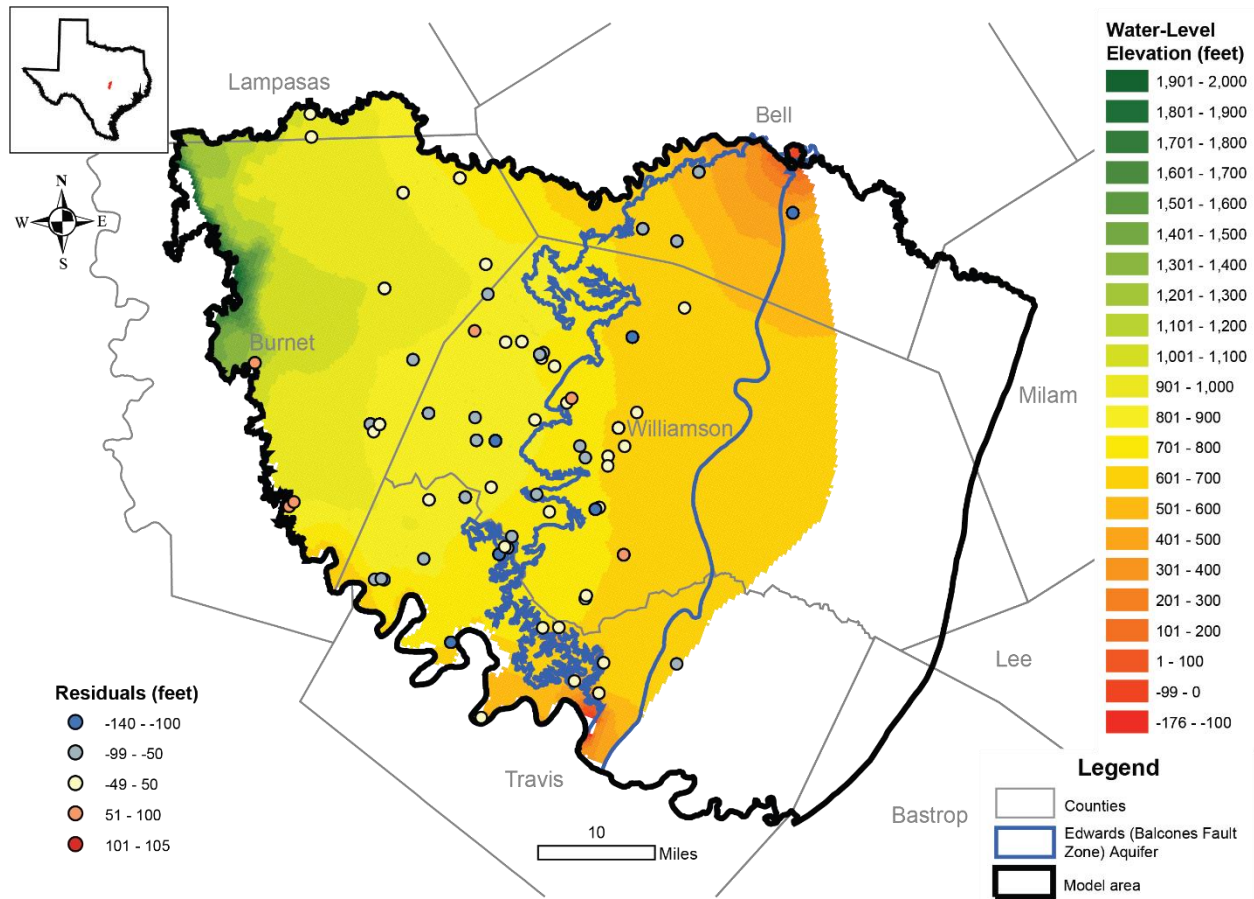 Lampasas
Bell
N
W
E
S
Burnet
Williamson
Milam
Lee
Travis
Bastrop
Water-Level
Elevation (feet)
1,901 - 2,000
1,801 - 1,900
1,701 - 1,800
1,601 - 1,700
1,501 - 1,600
1,401 - 1,500
1,301 - 1,400
1,201 - 1,300
1,101 - 1,200
1,001 - 1,100
901 - 1,000
801 - 900
701 - 800
601 - 700
501 - 600
401 - 500
301 - 400
201 - 300
101 - 200
1 - 100
-99 - 0
-176 - -100
Residuals (feet)
-140 - -100
-99 - -50
-49 - 50
51 - 100
101 - 105
10
Miles
Legend
Counties
Edwards (Balcones Fault
Zone) Aquifer
Model area